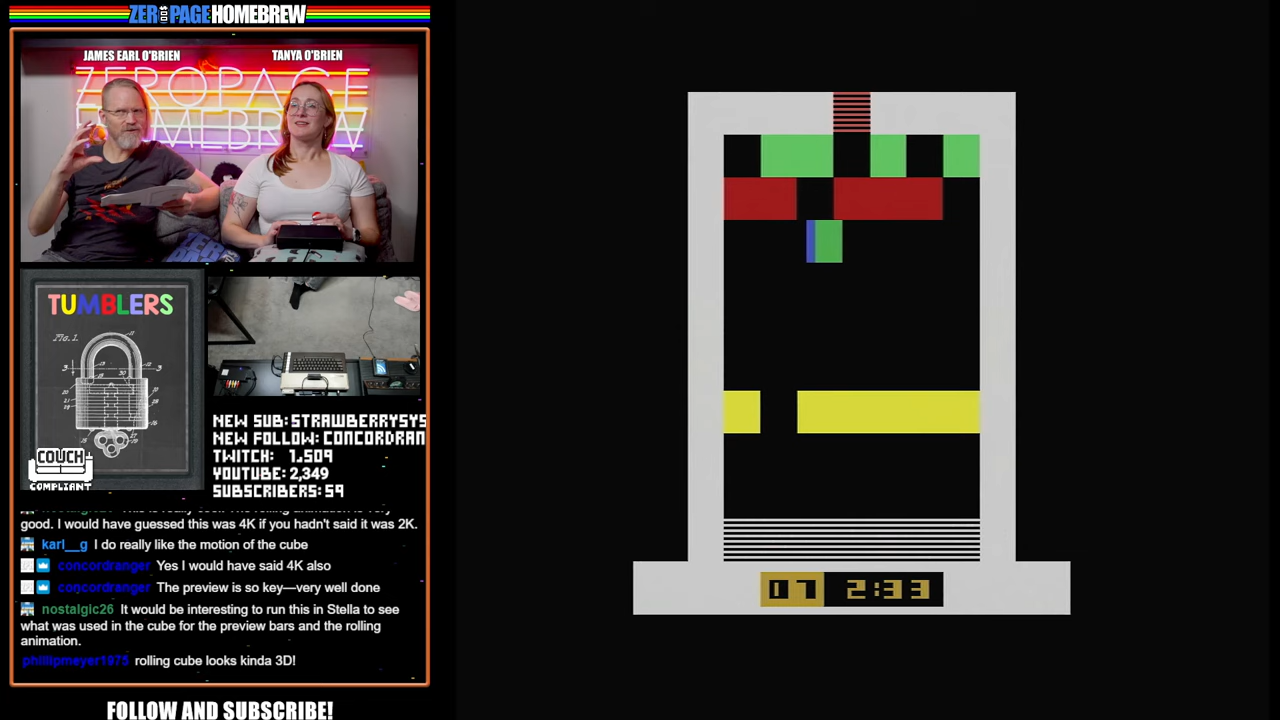 ZEROPAGE HOMEBREW
JAMES EARL O'BRIEN
TANYA O'BRIEN
ZEROPAGE
HOMEBREW
TUMBLERS
Fig. 1.
COUCH
COMPLIANT
NEW SUB: STRAWBERRYSYS
NEW FOLLOW: CONCORDRAN
TWITCH: 1,509
YOUTUBE: 2,349
SUBSCRIBERS: 59
good. I would have guessed this was 4K if you hadn't said it was 2K.
karl__g I do really like the motion of the cube
concordranger Yes I would have said 4K also
concordranger The preview is so key—very well done
nostalgic26 It would be interesting to run this in Stella to see
what was used in the cube for the preview bars and the rolling
animation.
phillipmeyer1975 rolling cube looks kinda 3D!
FOLLOW AND SUBSCRIBE!
07 2:33